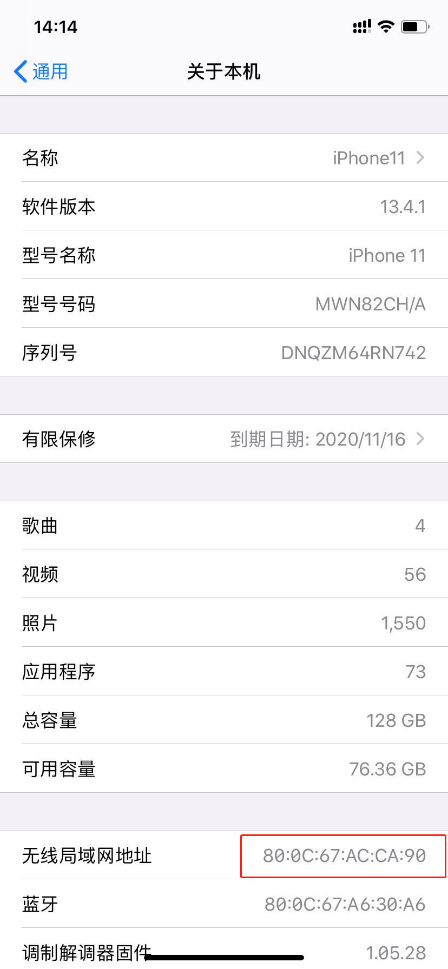 14:14
通用
关于本机
名称 iPhone11
软件版本 13.4.1
型号名称 iPhone 11
型号号码 MWN82CH/A
序列号 DNQZM64RN742
有限保修 到期日期: 2020/11/16
歌曲 4
视频 56
照片 1,550
应用程序 73
总容量 128 GB
可用容量 76.36 GB
无线局域网地址 80:0C:67:AC:CA:90
蓝牙 80:0C:67:A6:30:A6
调制解调器固件 1.05.28